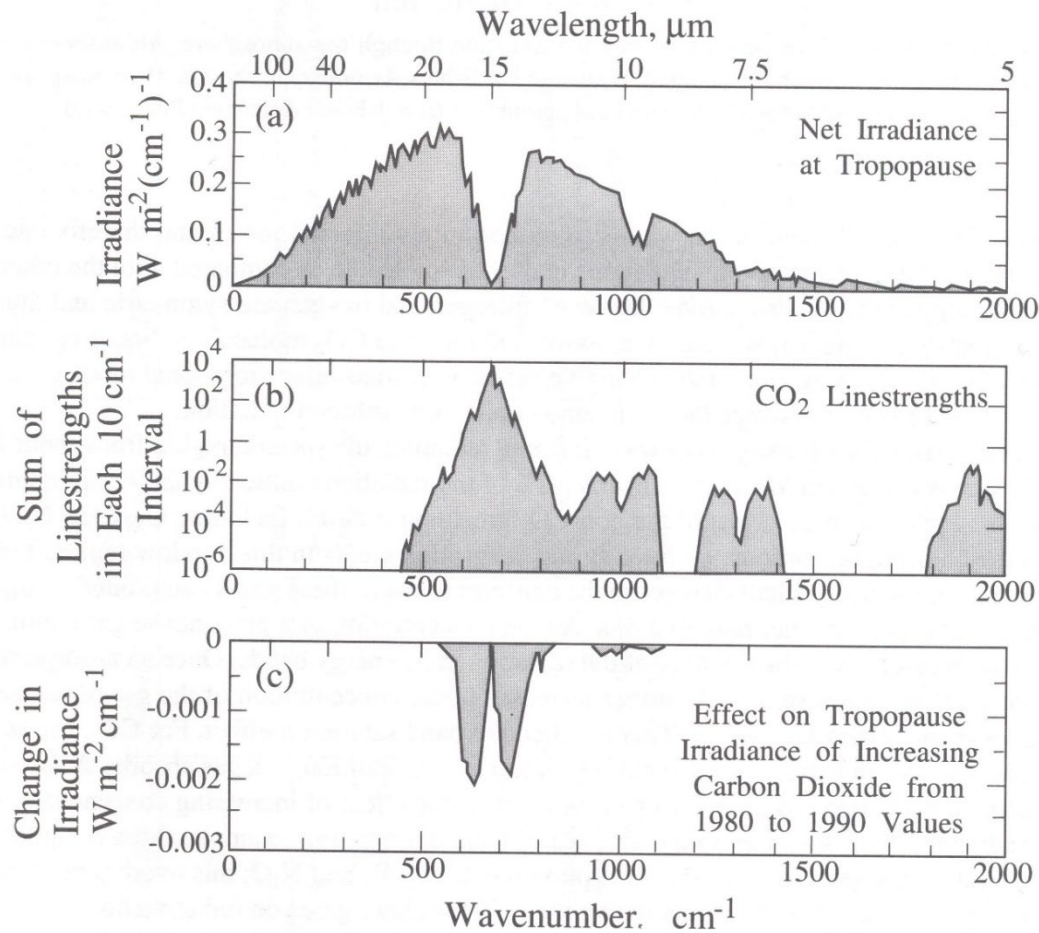 Wavelength, μm
100 40 20 15 10 9 7.5 5
Irradiance
W m-2 (cm-1)-1
0.4
0.3
0.2
0.1
0
(a)
Net Irradiance
at Tropopause
0 500 1000 1500 2000
Sum of
Linestrengths
in Each 10 cm-1
Interval
10^4
10^2
1
10^-2
10^-4
10^-6
(b)
CO2 Linestrengths
0 500 1000 1500 2000
Change in
Irradiance
W m-2 cm-1
0
-0.001
-0.002
-0.003
(c)
Effect on Tropopause
Irradiance of Increasing
Carbon Dioxide from
1980 to 1990 Values
0 500 1000 1500 2000
Wavenumber, cm-1